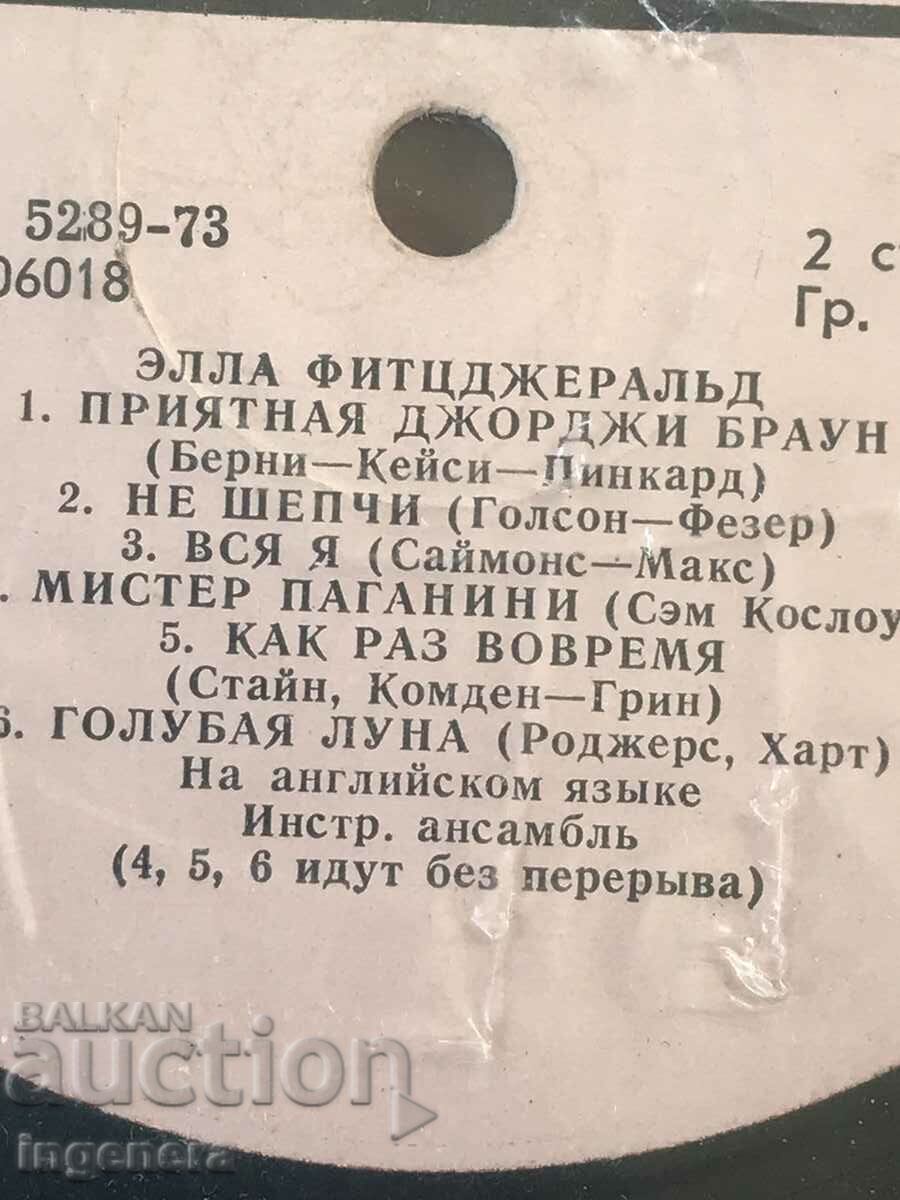 5289-73
06018
2 с
Гр.
ЭЛЛА ФИТЦДЖЕРАЛЬД
1. ПРИЯТНАЯ ДЖОРДЖИ БРАУН
(Берни—Кейси—Пинкард)
2. НЕ ШЕПЧИ (Голсон—Фезер)
3. ВСЯ Я (Саймонс—Макс)
. МИСТЕР ПАГАНИНИ (Сэм Кослоу
5. КАК РАЗ ВОВРЕМЯ
(Стайн, Комден—Грин)
6. ГОЛУБАЯ ЛУНА (Роджерс, Харт)
На английском языке
Инстр. ансамбль
(4, 5, 6 идут без перерыва)
BALKAN
auction
ingenera